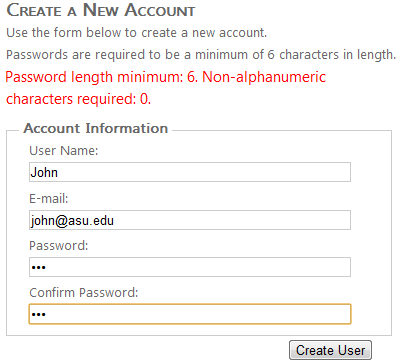 Create a New Account
Use the form below to create a new account.
Passwords are required to be a minimum of 6 characters in length.
Password length minimum: 6. Non-alphanumeric
characters required: 0.
Account Information
User Name:
John
E-mail:
john@asu.edu
Password:
•••
Confirm Password:
•••
Create User